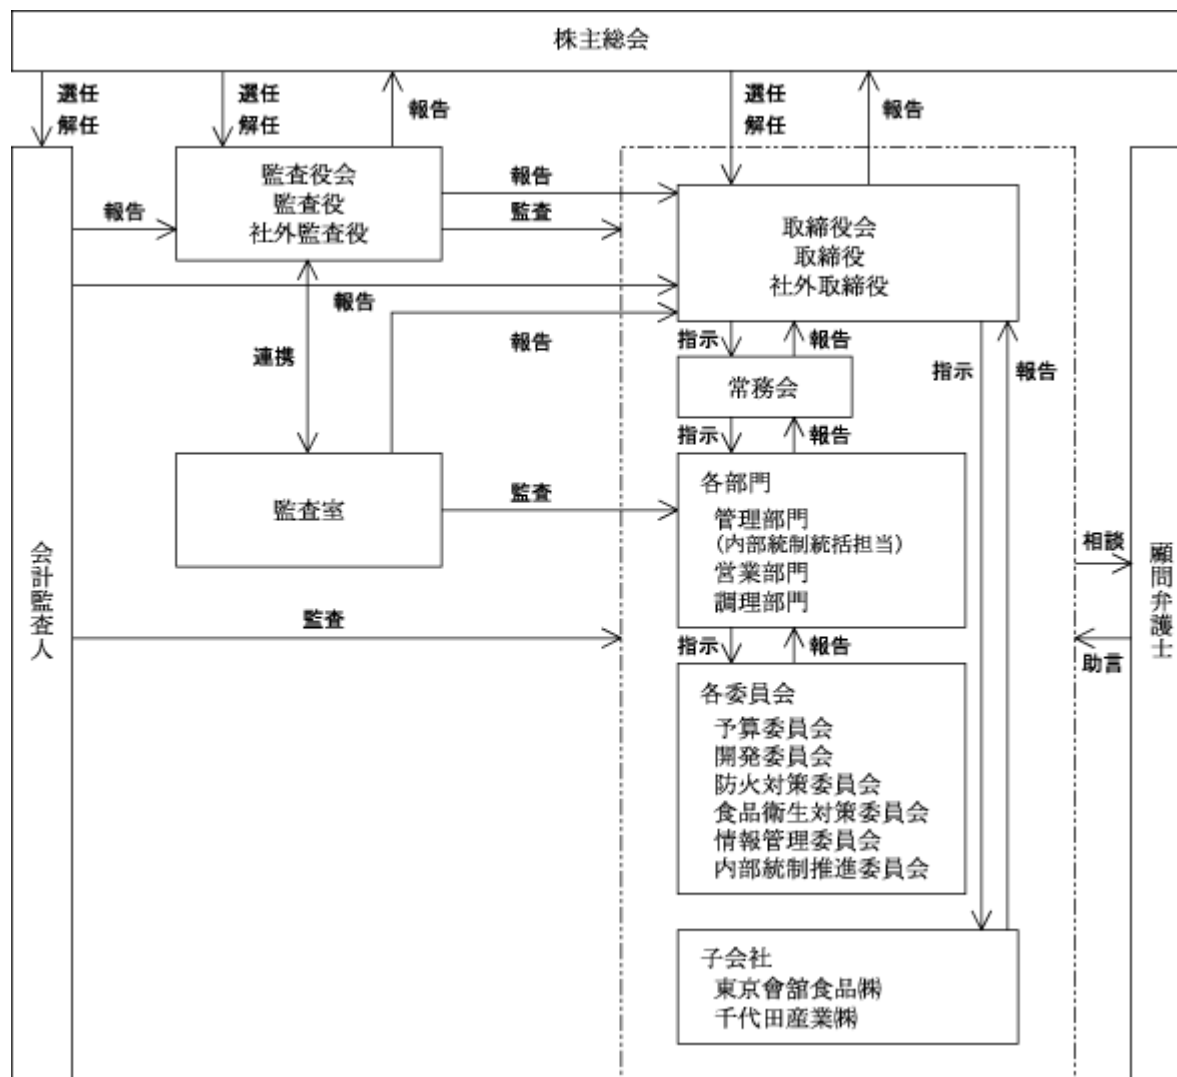 株主総会
選任
解任
選任
解任
報告
選任
解任
報告
監査役会
監査役
社外監査役
報告
報告
監査
取締役会
取締役
社外取締役
報告
報告
連携
指示
報告
常務会
指示
報告
指示
報告
監査室
監査
各部門
管理部門
(内部統制統括担当)
営業部門
調理部門
会計監査人
監査
相談
顧問弁護士
助言
指示
報告
各委員会
予算委員会
開発委員会
防火対策委員会
食品衛生対策委員会
情報管理委員会
内部統制推進委員会
子会社
東京會舘食品㈱
千代田産業㈱